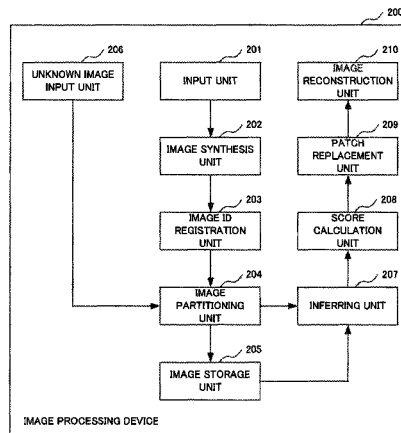 200
206
201
210
UNKNOWN IMAGE
INPUT UNIT
INPUT UNIT
IMAGE
RECONSTRUCTION
UNIT
202
209
IMAGE SYNTHESIS
UNIT
PATCH
REPLACEMENT
UNIT
203
208
IMAGE ID
REGISTRATION
UNIT
SCORE
CALCULATION
UNIT
204
207
IMAGE
PARTITIONING
UNIT
INFERRING UNIT
205
IMAGE STORAGE
UNIT
IMAGE PROCESSING DEVICE